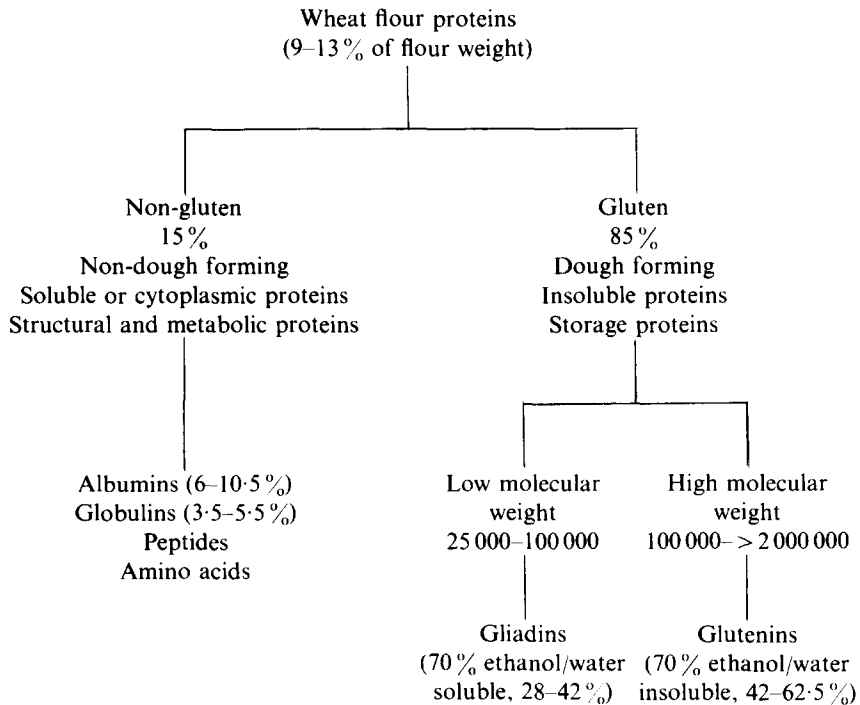 Wheat flour proteins
(9–13% of flour weight)
Non-gluten
15%
Non-dough forming
Soluble or cytoplasmic proteins
Structural and metabolic proteins
Gluten
85%
Dough forming
Insoluble proteins
Storage proteins
Albumins (6–10·5%)
Globulins (3·5–5·5%)
Peptides
Amino acids
Low molecular
weight
25 000–100 000
High molecular
weight
100 000– > 2 000 000
Gliadins
(70% ethanol/water
soluble, 28–42%)
Glutenins
(70% ethanol/water
insoluble, 42–62·5%)